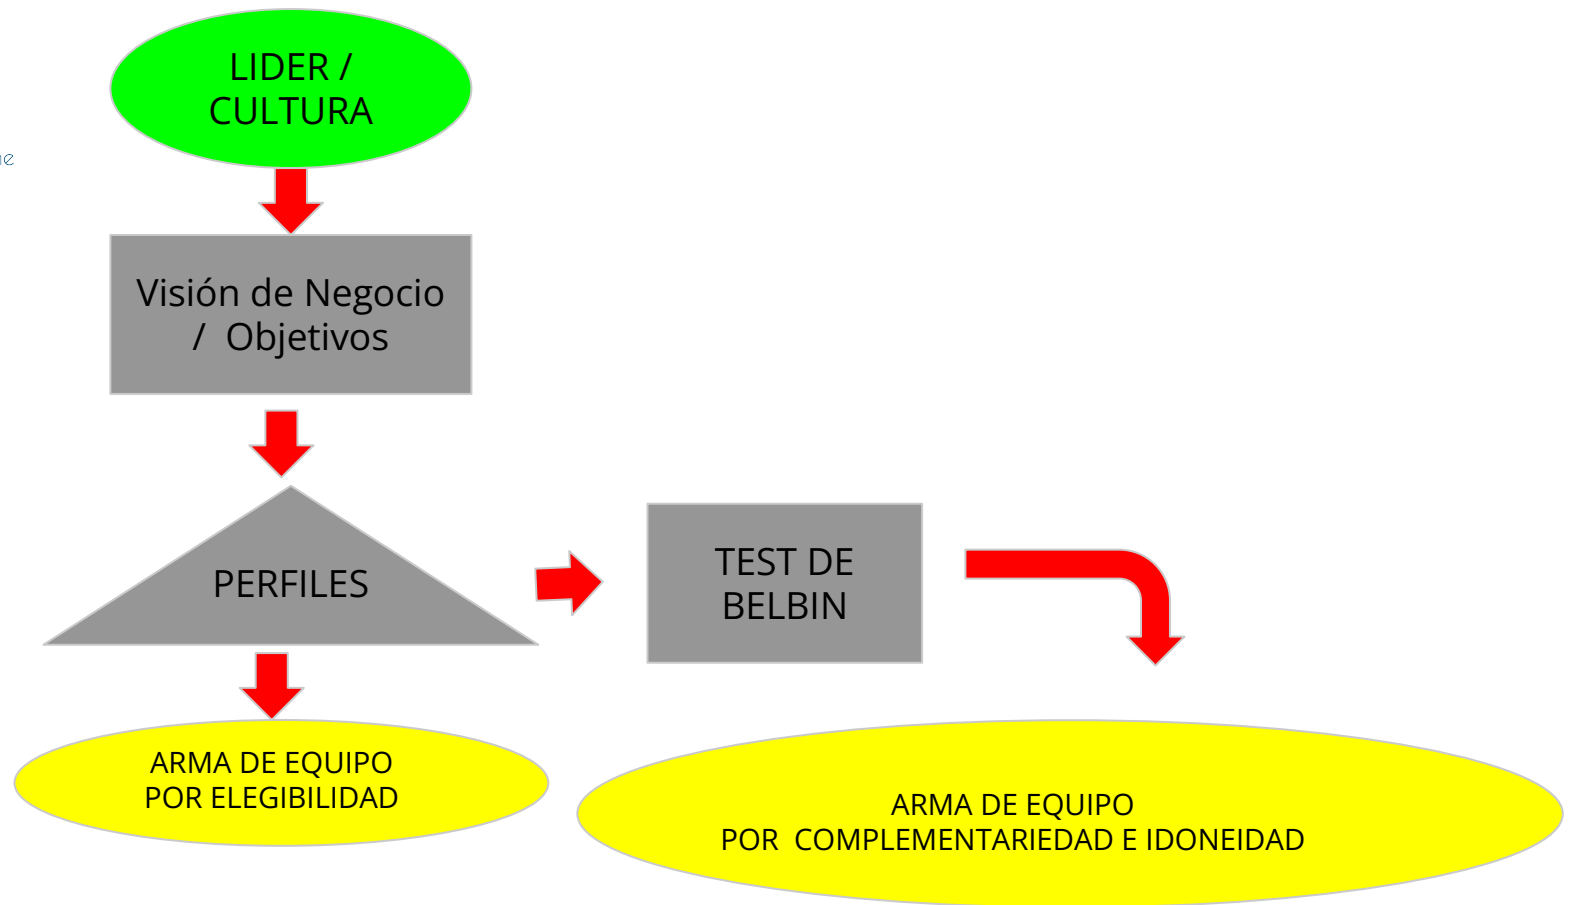 LIDER /
CULTURA
Visión de Negocio
/ Objetivos
PERFILES
TEST DE
BELBIN
ARMA DE EQUIPO
POR ELEGIBILIDAD
ARMA DE EQUIPO
POR COMPLEMENTARIEDAD E IDONEIDAD